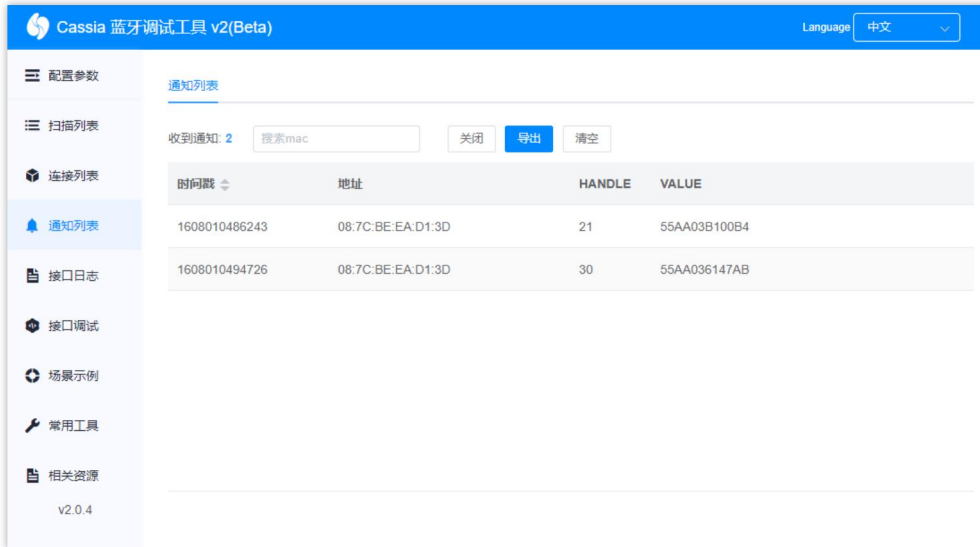 Cassia 蓝牙调试工具 v2(Beta)
Language 中文
配置参数
扫描列表
连接列表
通知列表
接口日志
接口调试
场景示例
常用工具
相关资源
v2.0.4
通知列表
收到通知: 2 搜索mac 关闭 导出 清空
时间戳 地址 HANDLE VALUE
1608010486243 08:7C:BE:EA:D1:3D 21 55AA03B100B4
1608010494726 08:7C:BE:EA:D1:3D 30 55AA036147AB